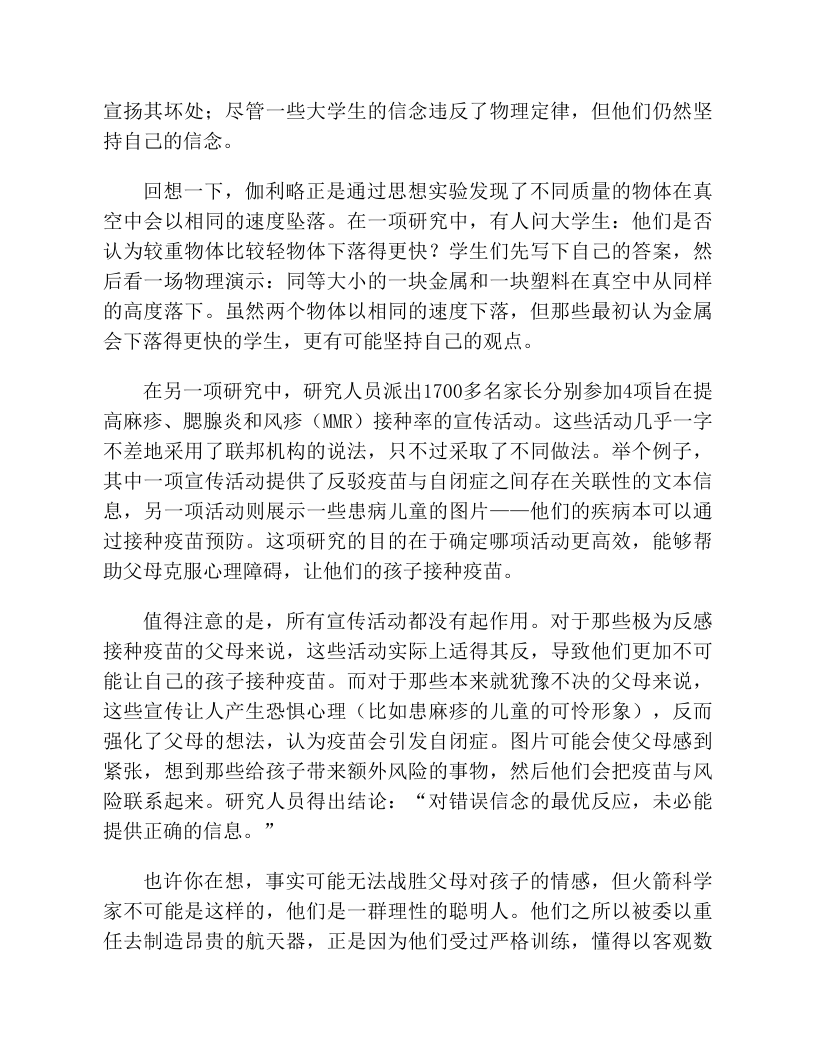 宣扬其坏处；尽管一些大学生的信念违反了物理定律，但他们仍然坚
持自己的信念。
回想一下，伽利略正是通过思想实验发现了不同质量的物体在真
空中会以相同的速度坠落。在一项研究中，有人问大学生：他们是否
认为较重物体比较轻物体下落得更快？学生们先写下自己的答案，然
后看一场物理演示：同等大小的一块金属和一块塑料在真空中从同样
的高度落下。虽然两个物体以相同的速度下落，但那些最初认为金属
会下落得更快的学生，更有可能坚持自己的观点。
在另一项研究中，研究人员派出1700多名家长分别参加4项旨在提
高麻疹、腮腺炎和风疹（MMR）接种率的宣传活动。这些活动几乎一字
不差地采用了联邦机构的说法，只不过采取了不同做法。举个例子，
其中一项宣传活动提供了反驳疫苗与自闭症之间存在关联性的文本信
息，另一项活动则展示一些患病儿童的图片——他们的疾病本可以通
过接种疫苗预防。这项研究的目的在于确定哪项活动更高效，能够帮
助父母克服心理障碍，让他们的孩子接种疫苗。
值得注意的是，所有宣传活动都没有起作用。对于那些极为反感
接种疫苗的父母来说，这些活动实际上适得其反，导致他们更加不可
能让自己的孩子接种疫苗。而对于那些本来就犹豫不决的父母来说，
这些宣传让人产生恐惧心理（比如患麻疹的儿童的可怜形象），反而
强化了父母的想法，认为疫苗会引发自闭症。图片可能会使父母感到
紧张，想到那些给孩子带来额外风险的事物，然后他们会把疫苗与风
险联系起来。研究人员得出结论：“对错误信念的最优反应，未必能
提供正确的信息。”
也许你在想，事实可能无法战胜父母对孩子的情感，但火箭科学
家不可能是这样的，他们是一群理性的聪明人。他们之所以被委以重
任去制造昂贵的航天器，正是因为他们受过严格训练，懂得以客观数